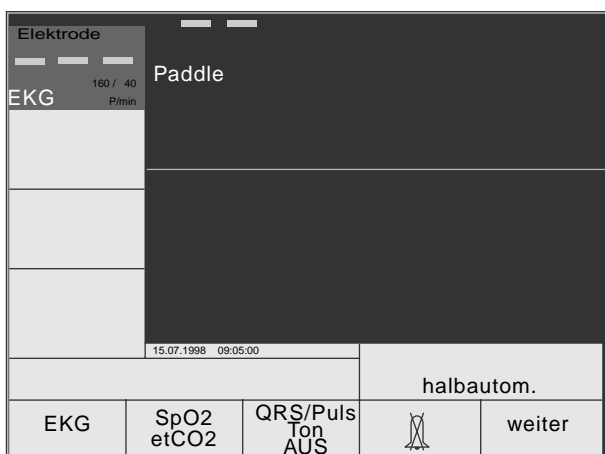 Elektrode
160 / 40
EKG P/min
Paddle
15.07.1998 09:05:00
halbautom.
EKG
SpO2
etCO2
QRS/Puls
Ton
AUS
weiter